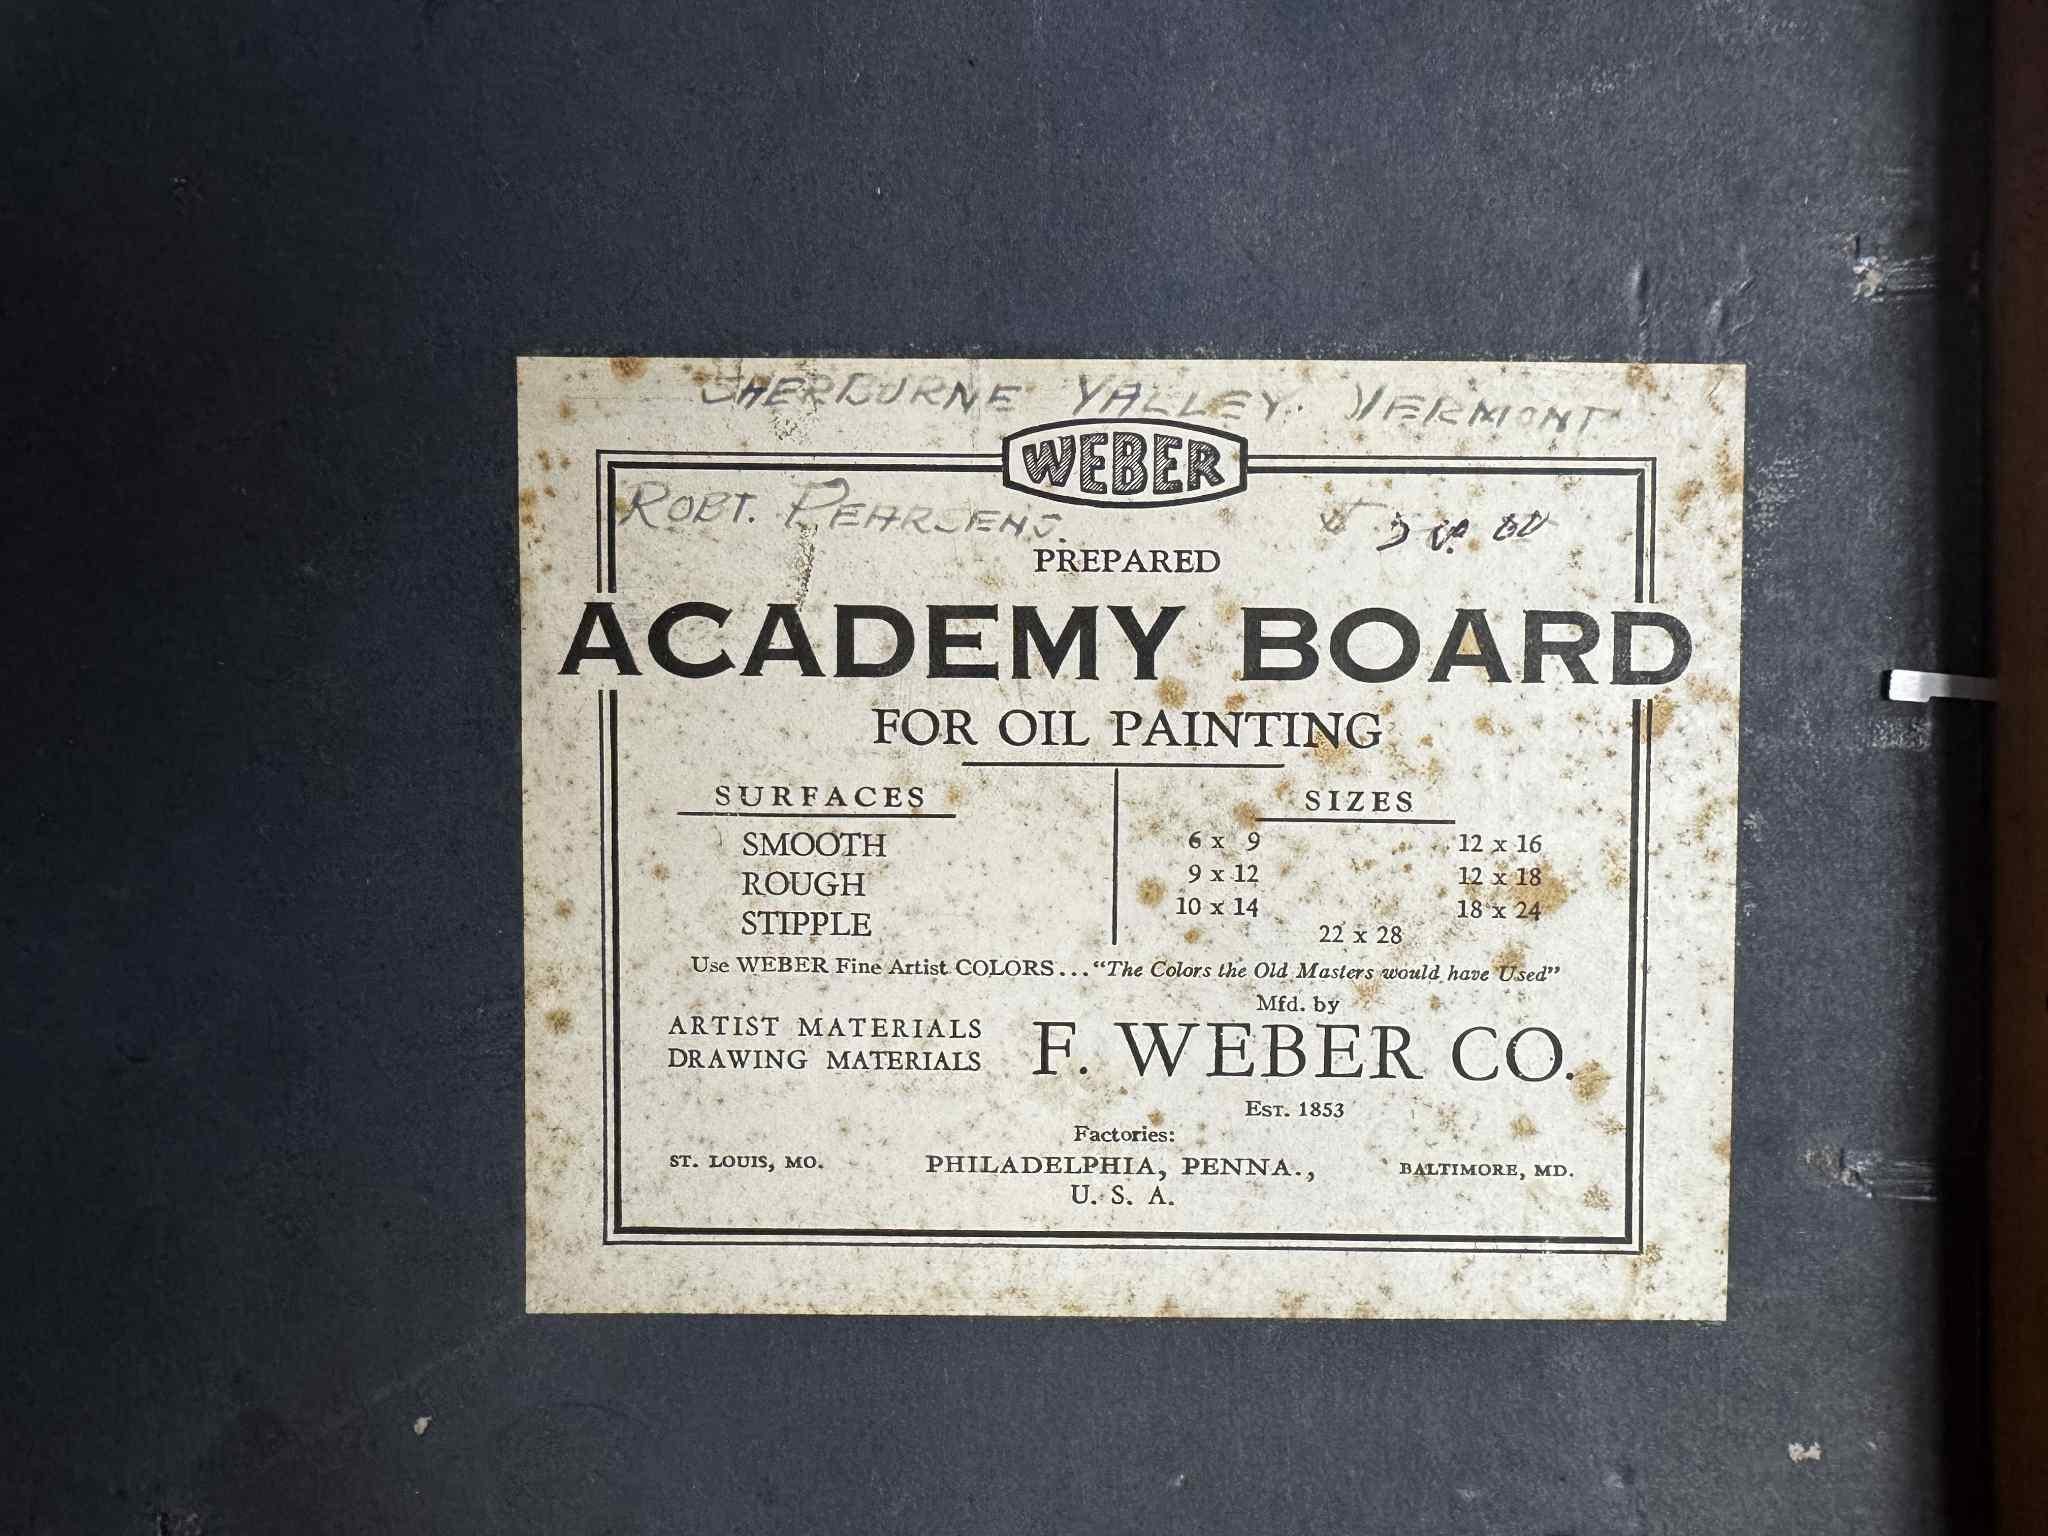 SHERBURNE VALLEY. VERMONT
WEBER
ROBT. PEARSENS.
PREPARED
ACADEMY BOARD
FOR OIL PAINTING
SURFACES
SMOOTH
ROUGH
STIPPLE
SIZES
6 x 9 12 x 16
9 x 12 12 x 18
10 x 14 18 x 24
22 x 28
Use WEBER Fine Artist COLORS..."The Colors the Old Masters would have Used"
ARTIST MATERIALS
DRAWING MATERIALS
Mfd. by
F. WEBER CO.
EST. 1853
Factories:
ST. LOUIS, MO. PHILADELPHIA, PENNA., BALTIMORE, MD.
U. S. A.